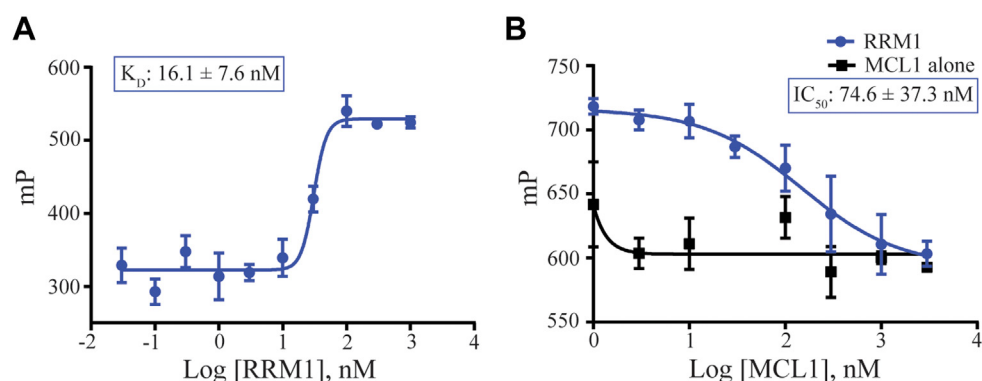 A
K_D: 16.1 ± 7.6 nM
600
500
400
300
mP
-2 -1 0 1 2 3 4
Log [RRM1], nM
B
RRM1
MCL1 alone
IC_50: 74.6 ± 37.3 nM
750
700
650
600
550
mP
0 1 2 3 4
Log [MCL1], nM